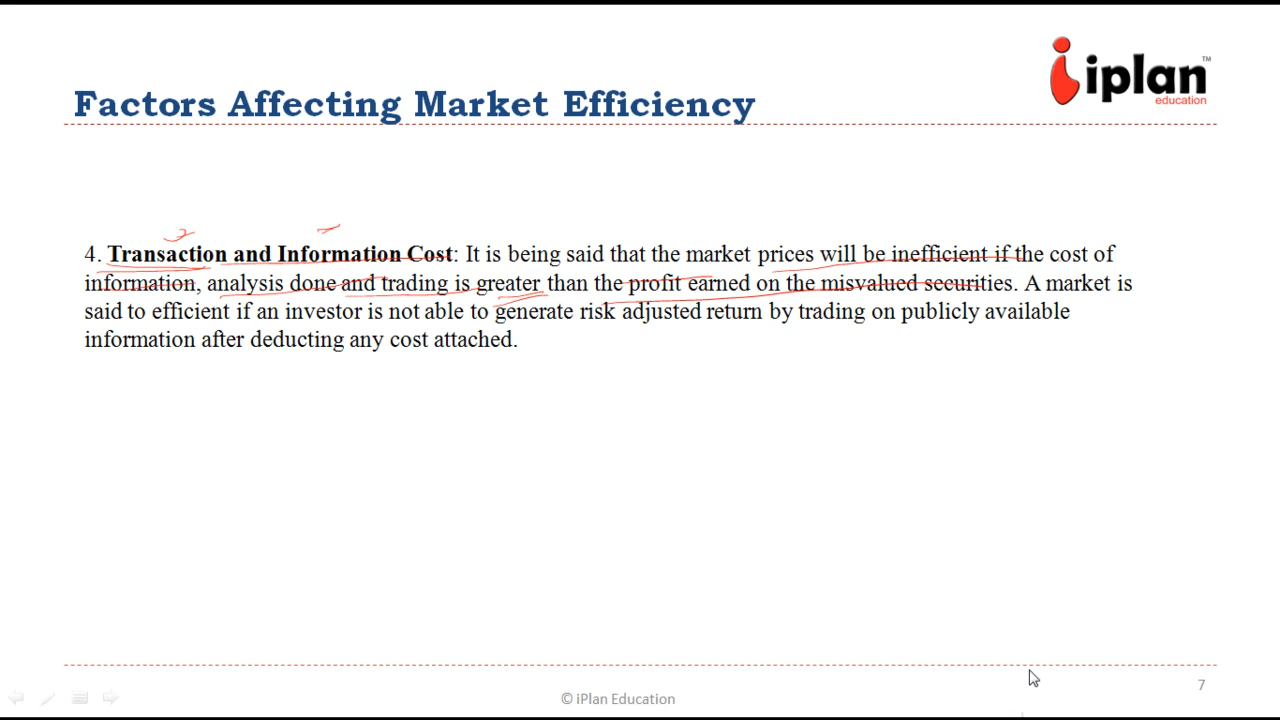 iplan™
education
Factors Affecting Market Efficiency
4. Transaction and Information Cost: It is being said that the market prices will be inefficient if the cost of
information, analysis done and trading is greater than the profit earned on the misvalued securities. A market is
said to efficient if an investor is not able to generate risk adjusted return by trading on publicly available
information after deducting any cost attached.
© iPlan Education
7